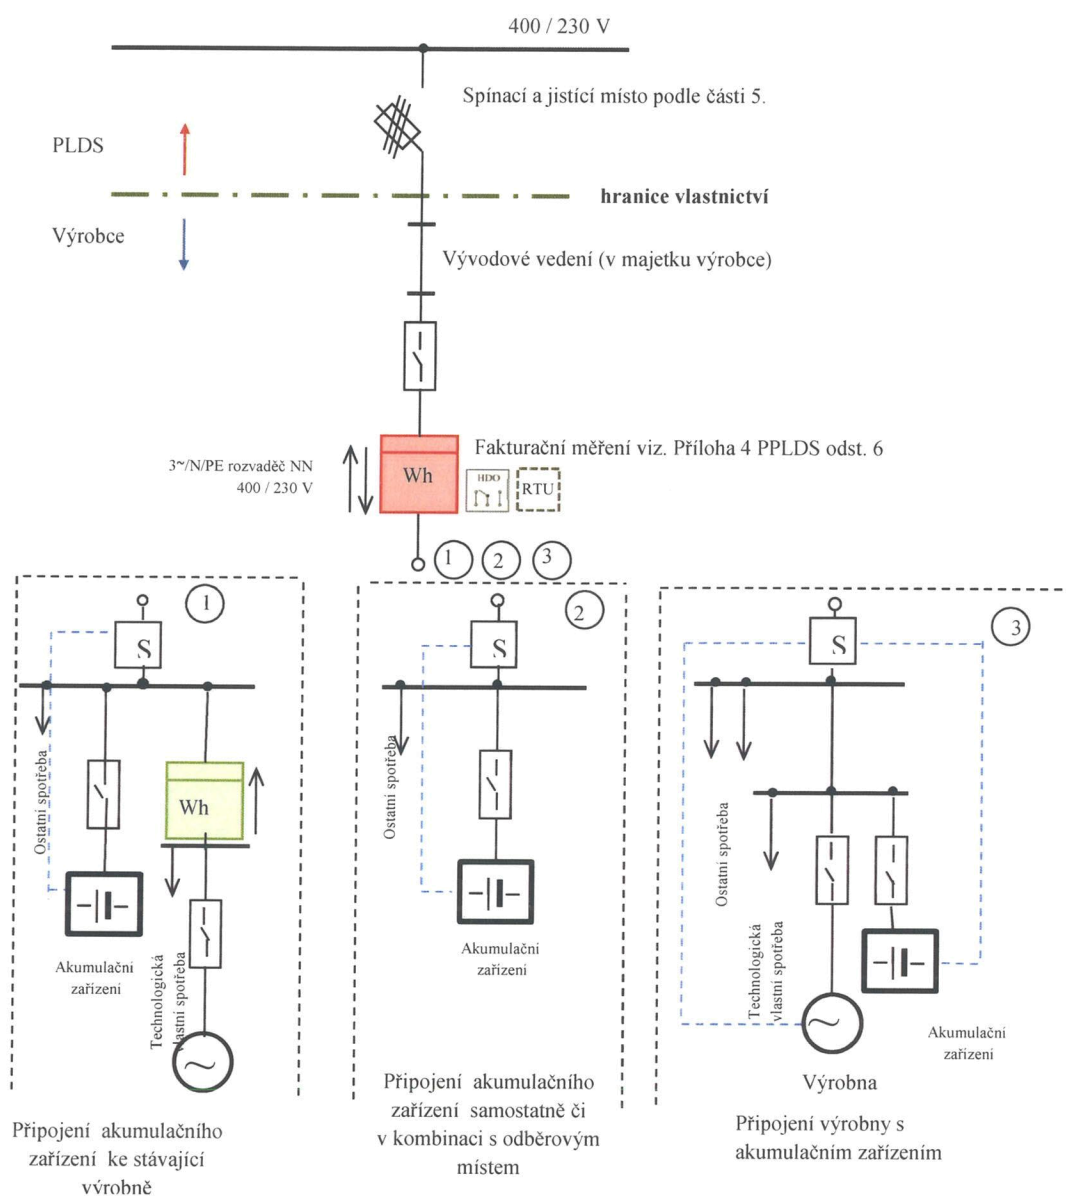 400 / 230 V
Spínací a jistící místo podle části 5.
PLDS
hranice vlastnictví
Výrobce
Vývodové vedení (v majetku výrobce)
Fakturační měření viz. Příloha 4 PPLDS odst. 6
3~/N/PE rozvaděč NN
400 / 230 V
Wh
HDO
RTU
1
2
3
1
S
Ostatní spotřeba
Wh
Akumulační
zařízení
Technologická
vlastní spotřeba
Připojení akumulačního
zařízení ke stávající
výrobně
2
S
Ostatní spotřeba
Akumulační
zařízení
Připojení akumulačního
zařízení samostatně či
v kombinaci s odběrovým
místem
3
S
Ostatní spotřeba
Technologická
vlastní spotřeba
Akumulační
zařízení
Výrobna
Připojení výrobny s
akumulačním zařízením